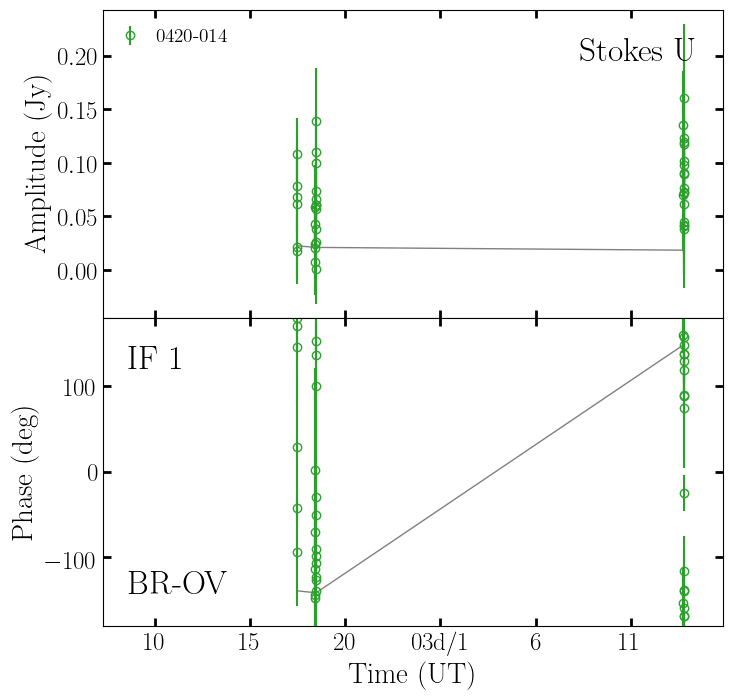 0420-014
Stokes U
0.20
0.15
0.10
0.05
0.00
Amplitude (Jy)
IF 1
100
0
−100
Phase (deg)
BR-OV
10 15 20 03d/1 6 11
Time (UT)